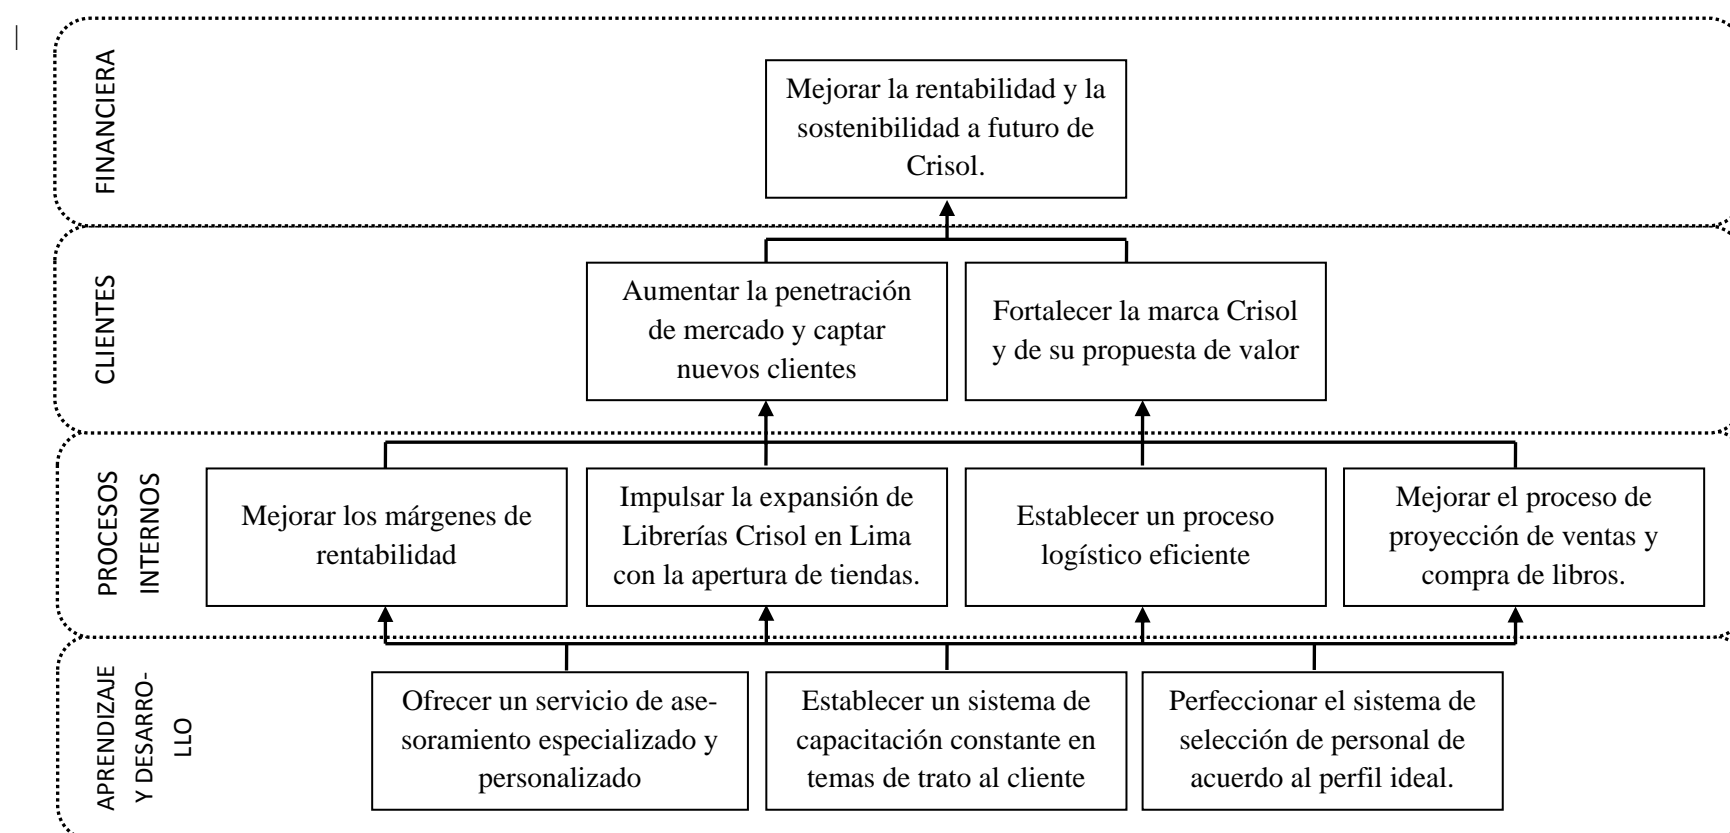 |
FINANCIERA
Mejorar la rentabilidad y la
sostenibilidad a futuro de
Crisol.
CLIENTES
Aumentar la penetración
de mercado y captar
nuevos clientes
Fortalecer la marca Crisol
y de su propuesta de valor
PROCESOS
INTERNOS
Mejorar los márgenes de
rentabilidad
Impulsar la expansión de
Librerías Crisol en Lima
con la apertura de tiendas.
Establecer un proceso
logístico eficiente
Mejorar el proceso de
proyección de ventas y
compra de libros.
APRENDIZAJE
Y DESARRO-
LLO
Ofrecer un servicio de ase-
soramiento especializado y
personalizado
Establecer un sistema de
capacitación constante en
temas de trato al cliente
Perfeccionar el sistema de
selección de personal de
acuerdo al perfil ideal.